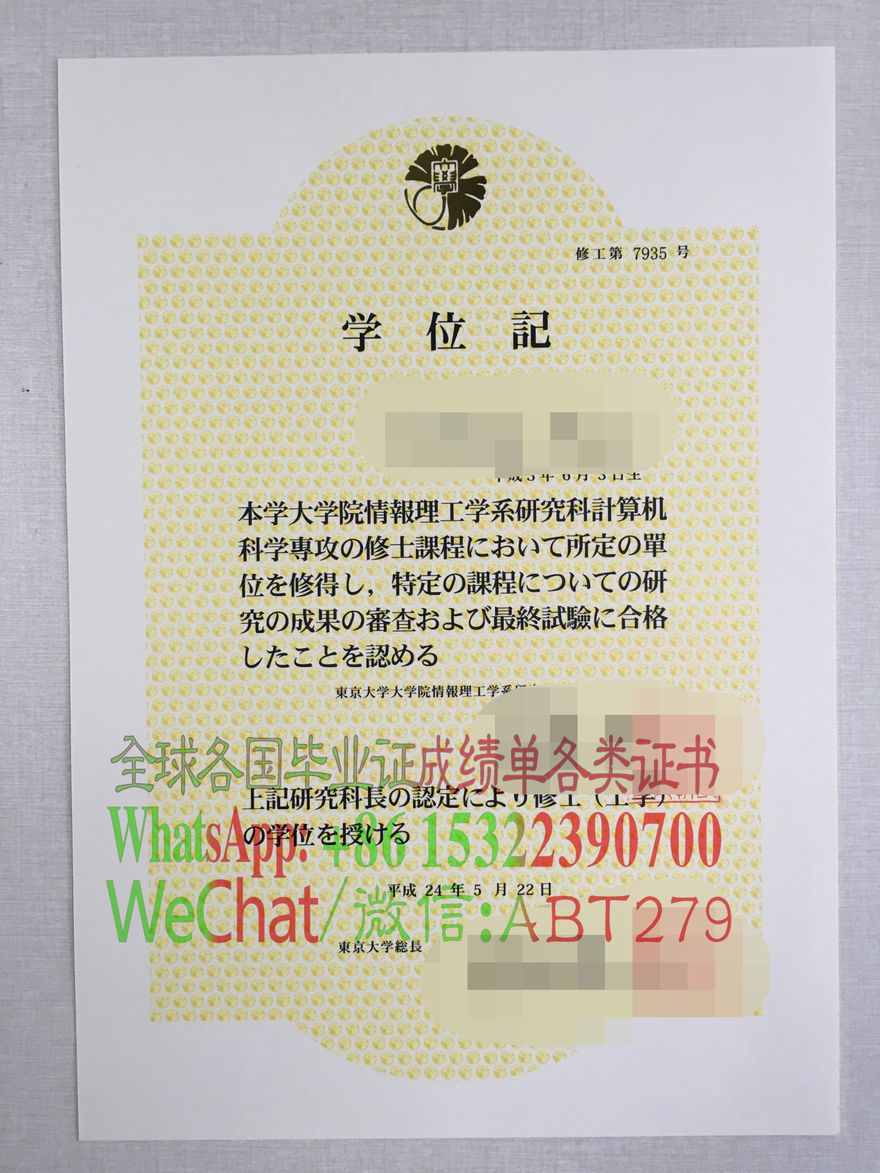 修工第 7935 号
学位記
本学大学院情報理工学系研究科計算机
科学専攻の修士課程において所定の單
位を修得し，特定の課程についての研
究の成果の審査および最終試験に合格
したことを認める
東京大学大学院情報理工学系
全球各国毕业证成绩单各类证书
上記研究科長の認定により修士（工学）
WhatsApp: +86 15322390700
の学位を授ける
平成 24 年 5 月 22 日
WeChat/微信:ABT279
東京大学総長